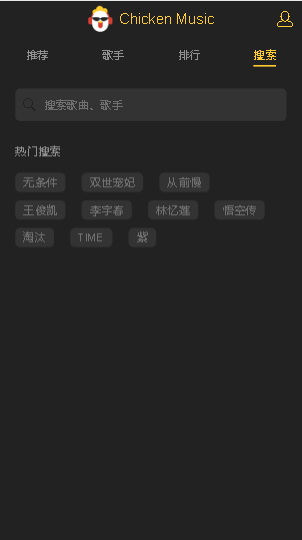 Chicken Music
推荐 歌手 排行 搜索
搜索歌曲、歌手
热门搜索
无条件 双世宠妃 从前慢
王俊凯 李宇春 林忆莲 悟空传
淘汰 TIME 紫